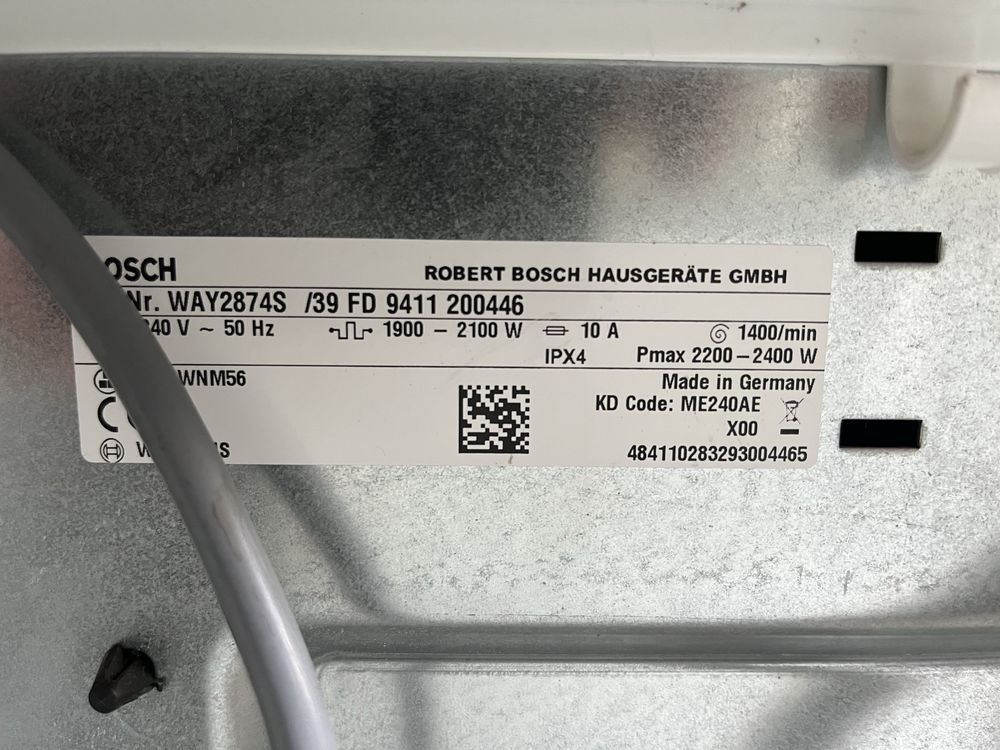 OSCH
ROBERT BOSCH HAUSGERÄTE GMBH
Nr. WAY2874S /39 FD 9411 200446
240 V ~ 50 Hz 1900 – 2100 W 10 A 1400/min
IPX4 Pmax 2200–2400 W
WNM56 Made in Germany
KD Code: ME240AE
X00
484110283293004465